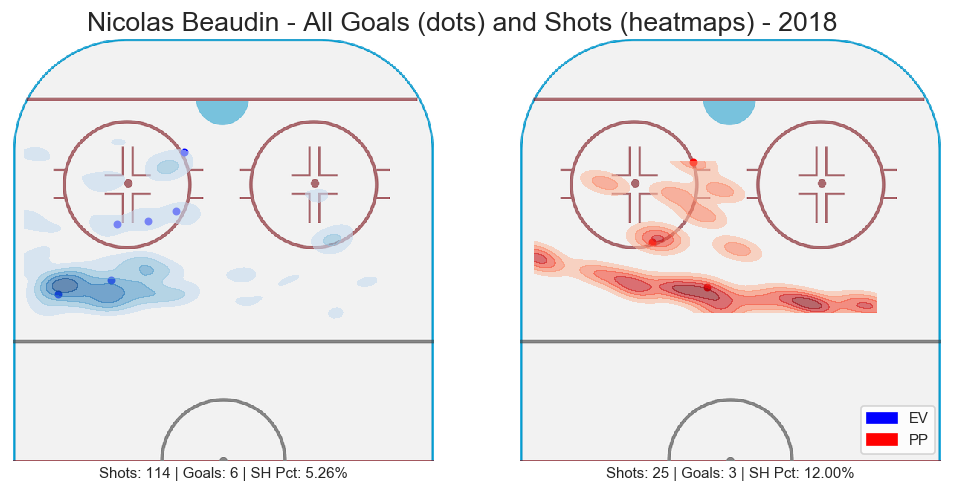 Nicolas Beaudin - All Goals (dots) and Shots (heatmaps) - 2018
EV
PP
Shots: 114 | Goals: 6 | SH Pct: 5.26%
Shots: 25 | Goals: 3 | SH Pct: 12.00%